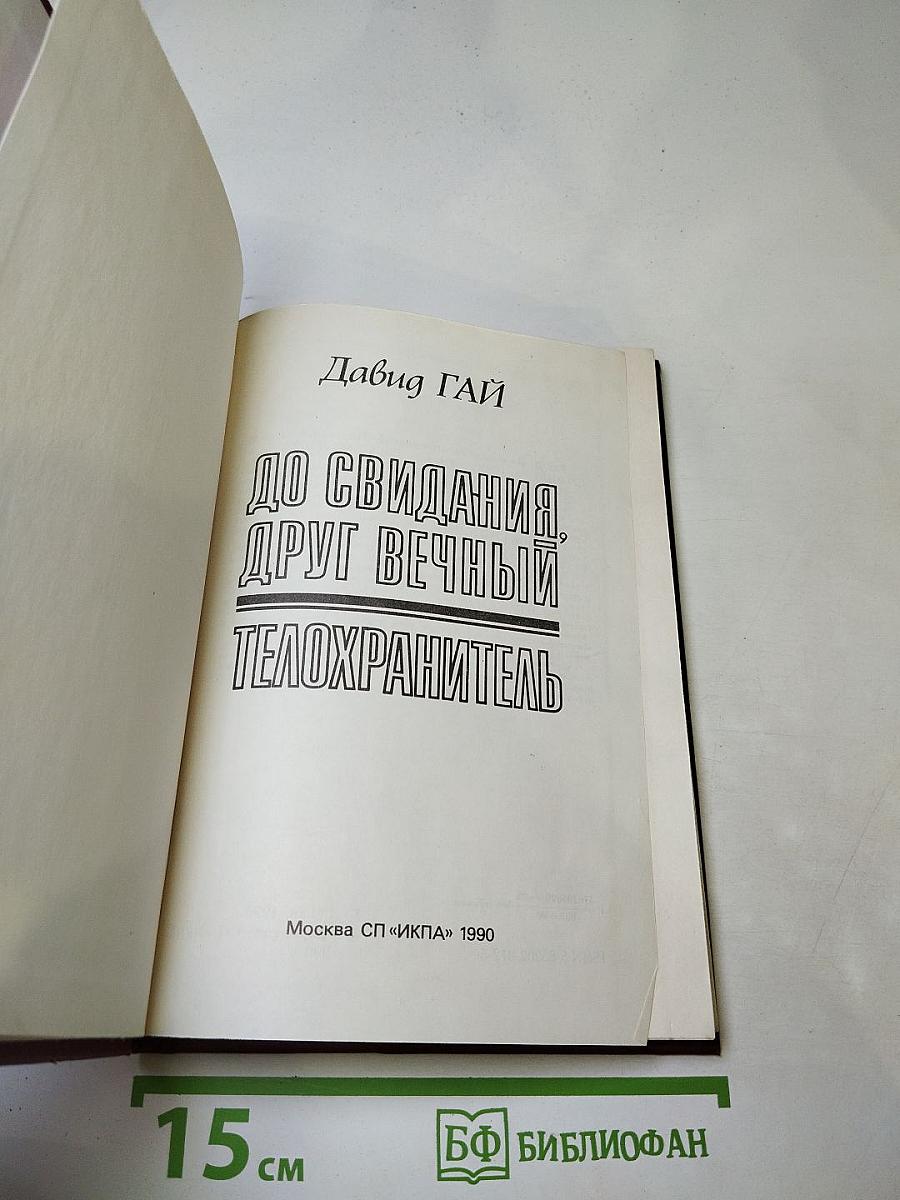 Давид ГАЙ
ДО СВИДАНИЯ,
ДРУГ ВЕЧНЫЙ
ТЕЛОХРАНИТЕЛЬ
Москва СП «ИКПА» 1990
15 см
БФ БИБЛИОФАН